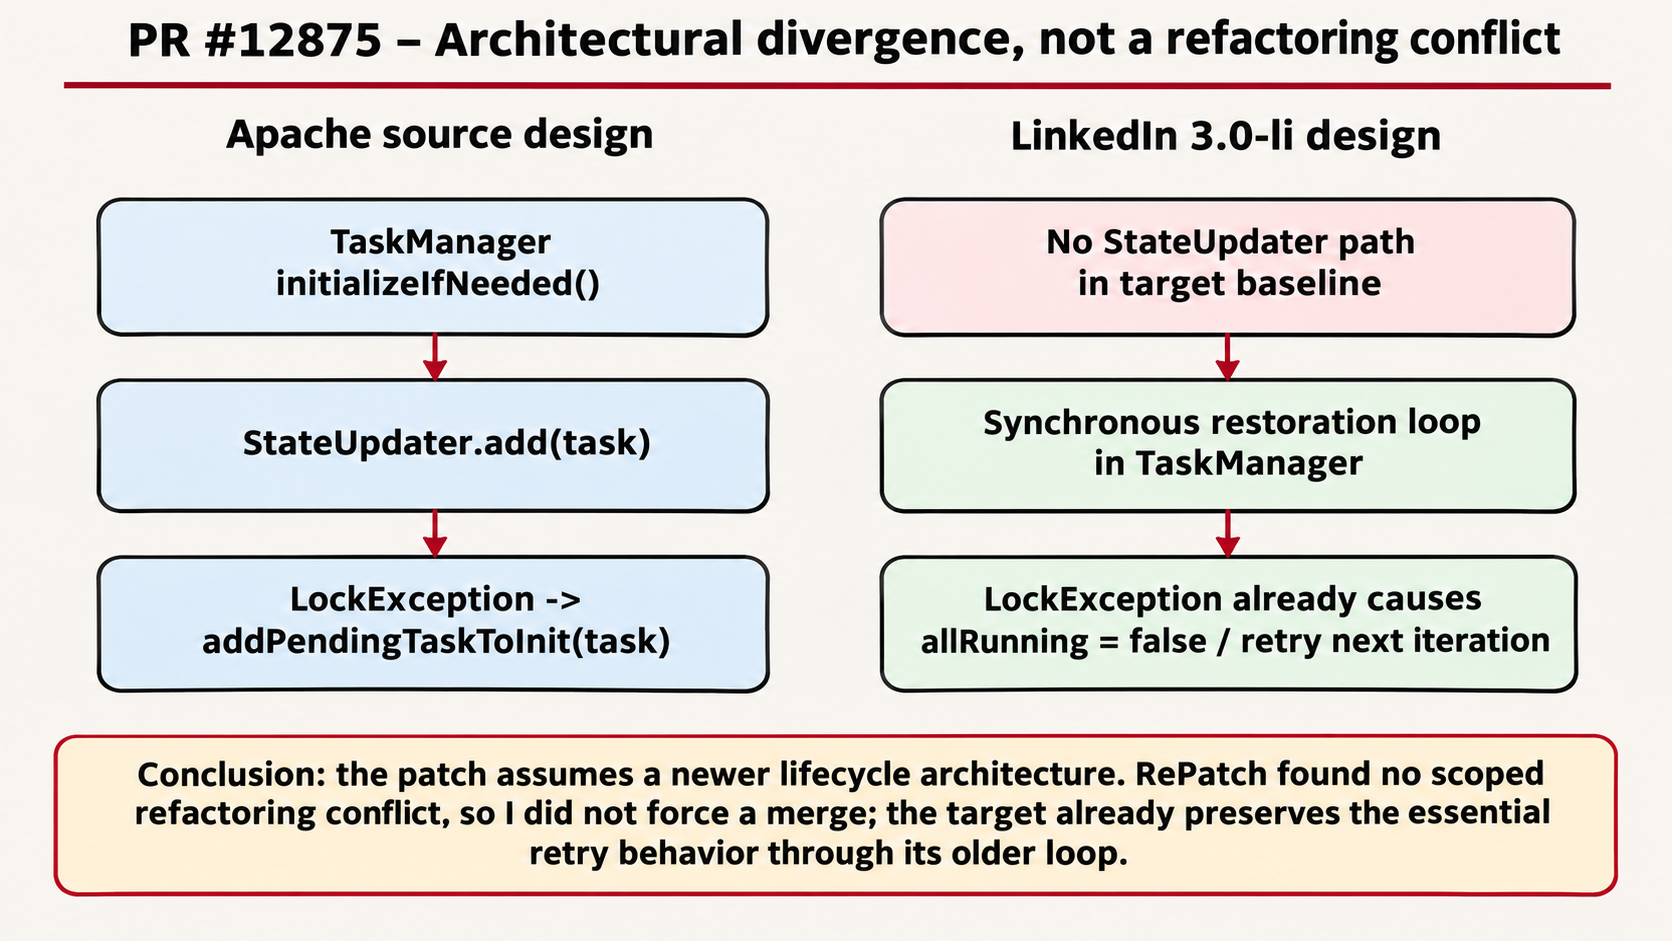 PR #12875 – Architectural divergence, not a refactoring conflict
Apache source design
TaskManager
initializeIfNeeded()
StateUpdater.add(task)
LockException ->
addPendingTaskToInit(task)
LinkedIn 3.0-li design
No StateUpdater path
in target baseline
Synchronous restoration loop
in TaskManager
LockException already causes
allRunning = false / retry next iteration
Conclusion: the patch assumes a newer lifecycle architecture. RePatch found no scoped
refactoring conflict, so I did not force a merge; the target already preserves the essential
retry behavior through its older loop.